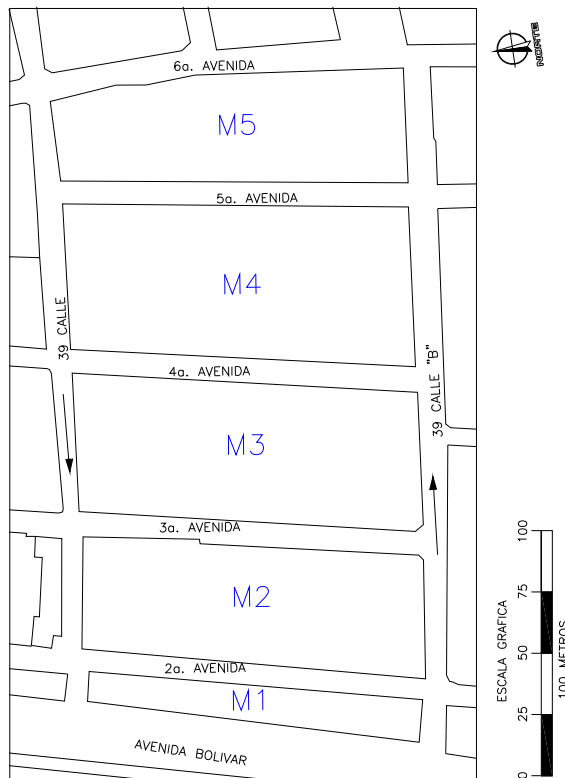 6a. AVENIDA
NORTE
M5
5a. AVENIDA
M4
39 CALLE
39 CALLE "B"
4a. AVENIDA
M3
3a. AVENIDA
M2
2a. AVENIDA
M1
AVENIDA BOLIVAR
ESCALA GRAFICA
0 25 50 75 100
100 METROS